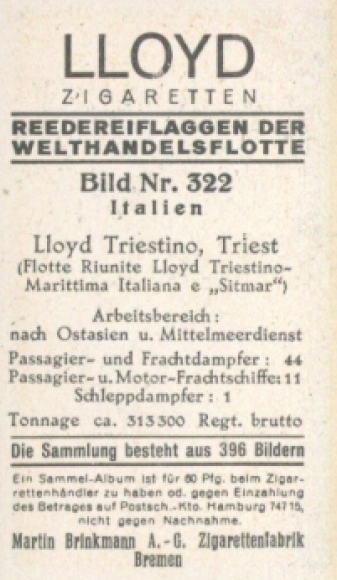 LLOYD
ZIGARETTEN
REEDEREIFLAGGEN DER
WELTHANDELSFLOTTE
Bild Nr. 322
Italien
Lloyd Triestino, Triest
(Flotte Riunite Lloyd Triestino-
Marittima Italiana e „Sitmar“)
Arbeitsbereich:
nach Ostasien u. Mittelmeerdienst
Passagier- und Frachtdampfer: 44
Passagier- u. Motor-Frachtschiffe: 11
Schleppdampfer: 1
Tonnage ca. 313300 Regt. brutto
Die Sammlung besteht aus 396 Bildern
Ein Sammel-Album ist für 60 Pfg. beim Zigar-
rettenhändler zu haben od. gegen Einzahlung
des Betrages auf Postsch.-Kto. Hamburg 74715,
nicht gegen Nachnahme.
Martin Brinkmann A.-G. Zigarettenfabrik
Bremen